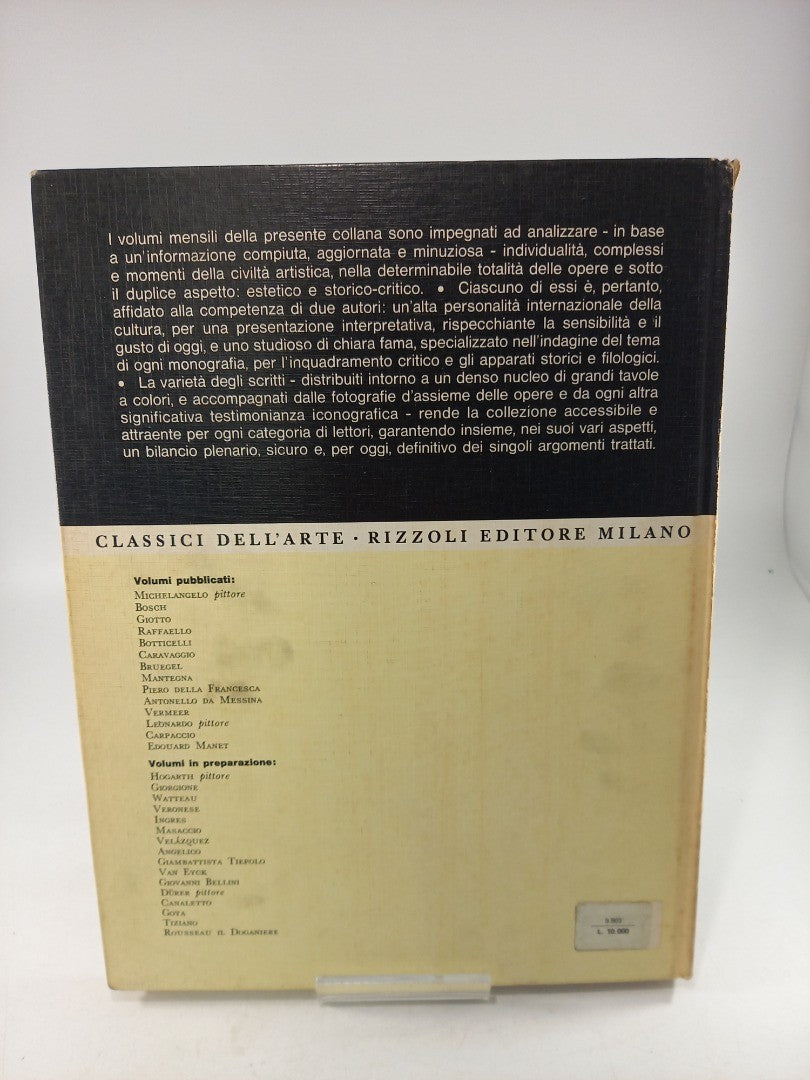 I volumi mensili della presente collana sono impegnati ad analizzare - in base
a un'informazione compiuta, aggiornata e minuziosa - individualità, complessi
e momenti della civiltà artistica, nella determinabile totalità delle opere e sotto
il duplice aspetto: estetico e storico-critico. • Ciascuno di essi è, pertanto,
affidato alla competenza di due autori: un'alta personalità internazionale della
cultura, per una presentazione interpretativa, rispecchiante la sensibilità e il
gusto di oggi, e uno studioso di chiara fama, specializzato nell'indagine del tema
di ogni monografia, per l'inquadramento critico e gli apparati storici e filologici.
• La varietà degli scritti - distribuiti intorno a un denso nucleo di grandi tavole
a colori, e accompagnati dalle fotografie d'assieme delle opere e da ogni altra
significativa testimonianza iconografica - rende la collezione accessibile e
attraente per ogni categoria di lettori, garantendo insieme, nei suoi vari aspetti,
un bilancio plenario, sicuro e, per oggi, definitivo dei singoli argomenti trattati.
CLASSICI DELL'ARTE · RIZZOLI EDITORE MILANO
Volumi pubblicati:
MICHELANGELO pittore
BOSCH
GIOTTO
RAFFAELLO
BOTTICELLI
CARAVAGGIO
BRUEGEL
MANTEGNA
PIERO DELLA FRANCESCA
ANTONELLO DA MESSINA
VERMEER
LEONARDO pittore
CARPACCIO
EDOUARD MANET
Volumi in preparazione:
HOGARTH pittore
GIORGIONE
WATTEAU
VERONESE
INGRES
MASACCIO
VELÁZQUEZ
ANGELICO
GIAMBATTISTA TIEPOLO
VAN EYCK
GIOVANNI BELLINI
DÜRER pittore
CANALETTO
GOYA
TIZIANO
ROUSSEAU IL DOGANIERE
L. 10.000